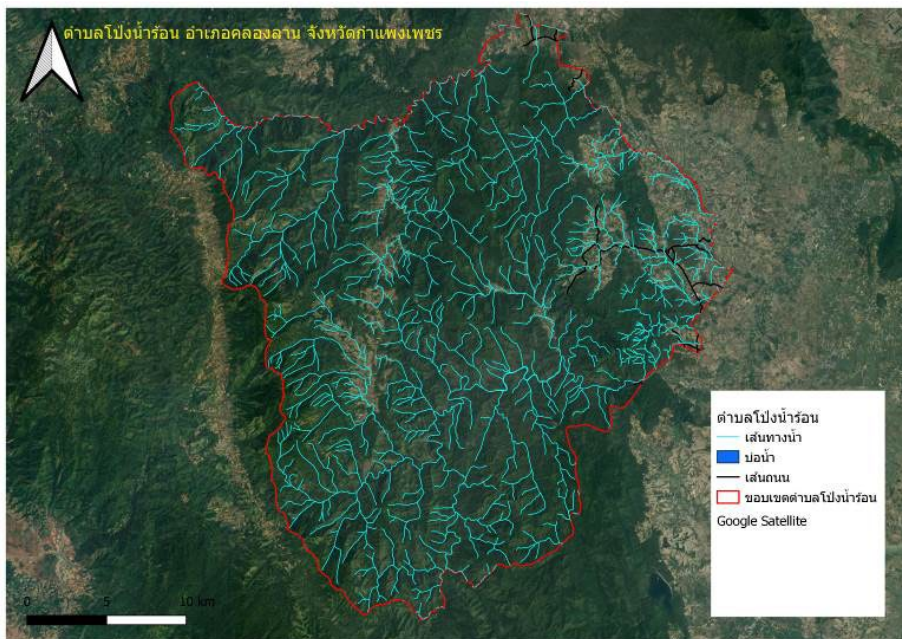 ตำบลโป่งน้ำร้อน อำเภอคลองลาน จังหวัดกำแพงเพชร
ตำบลโป่งน้ำร้อน
เส้นทางน้ำ
บ่อน้ำ
เส้นถนน
ขอบเขตตำบลโป่งน้ำร้อน
Google Satellite
0 5 10 km